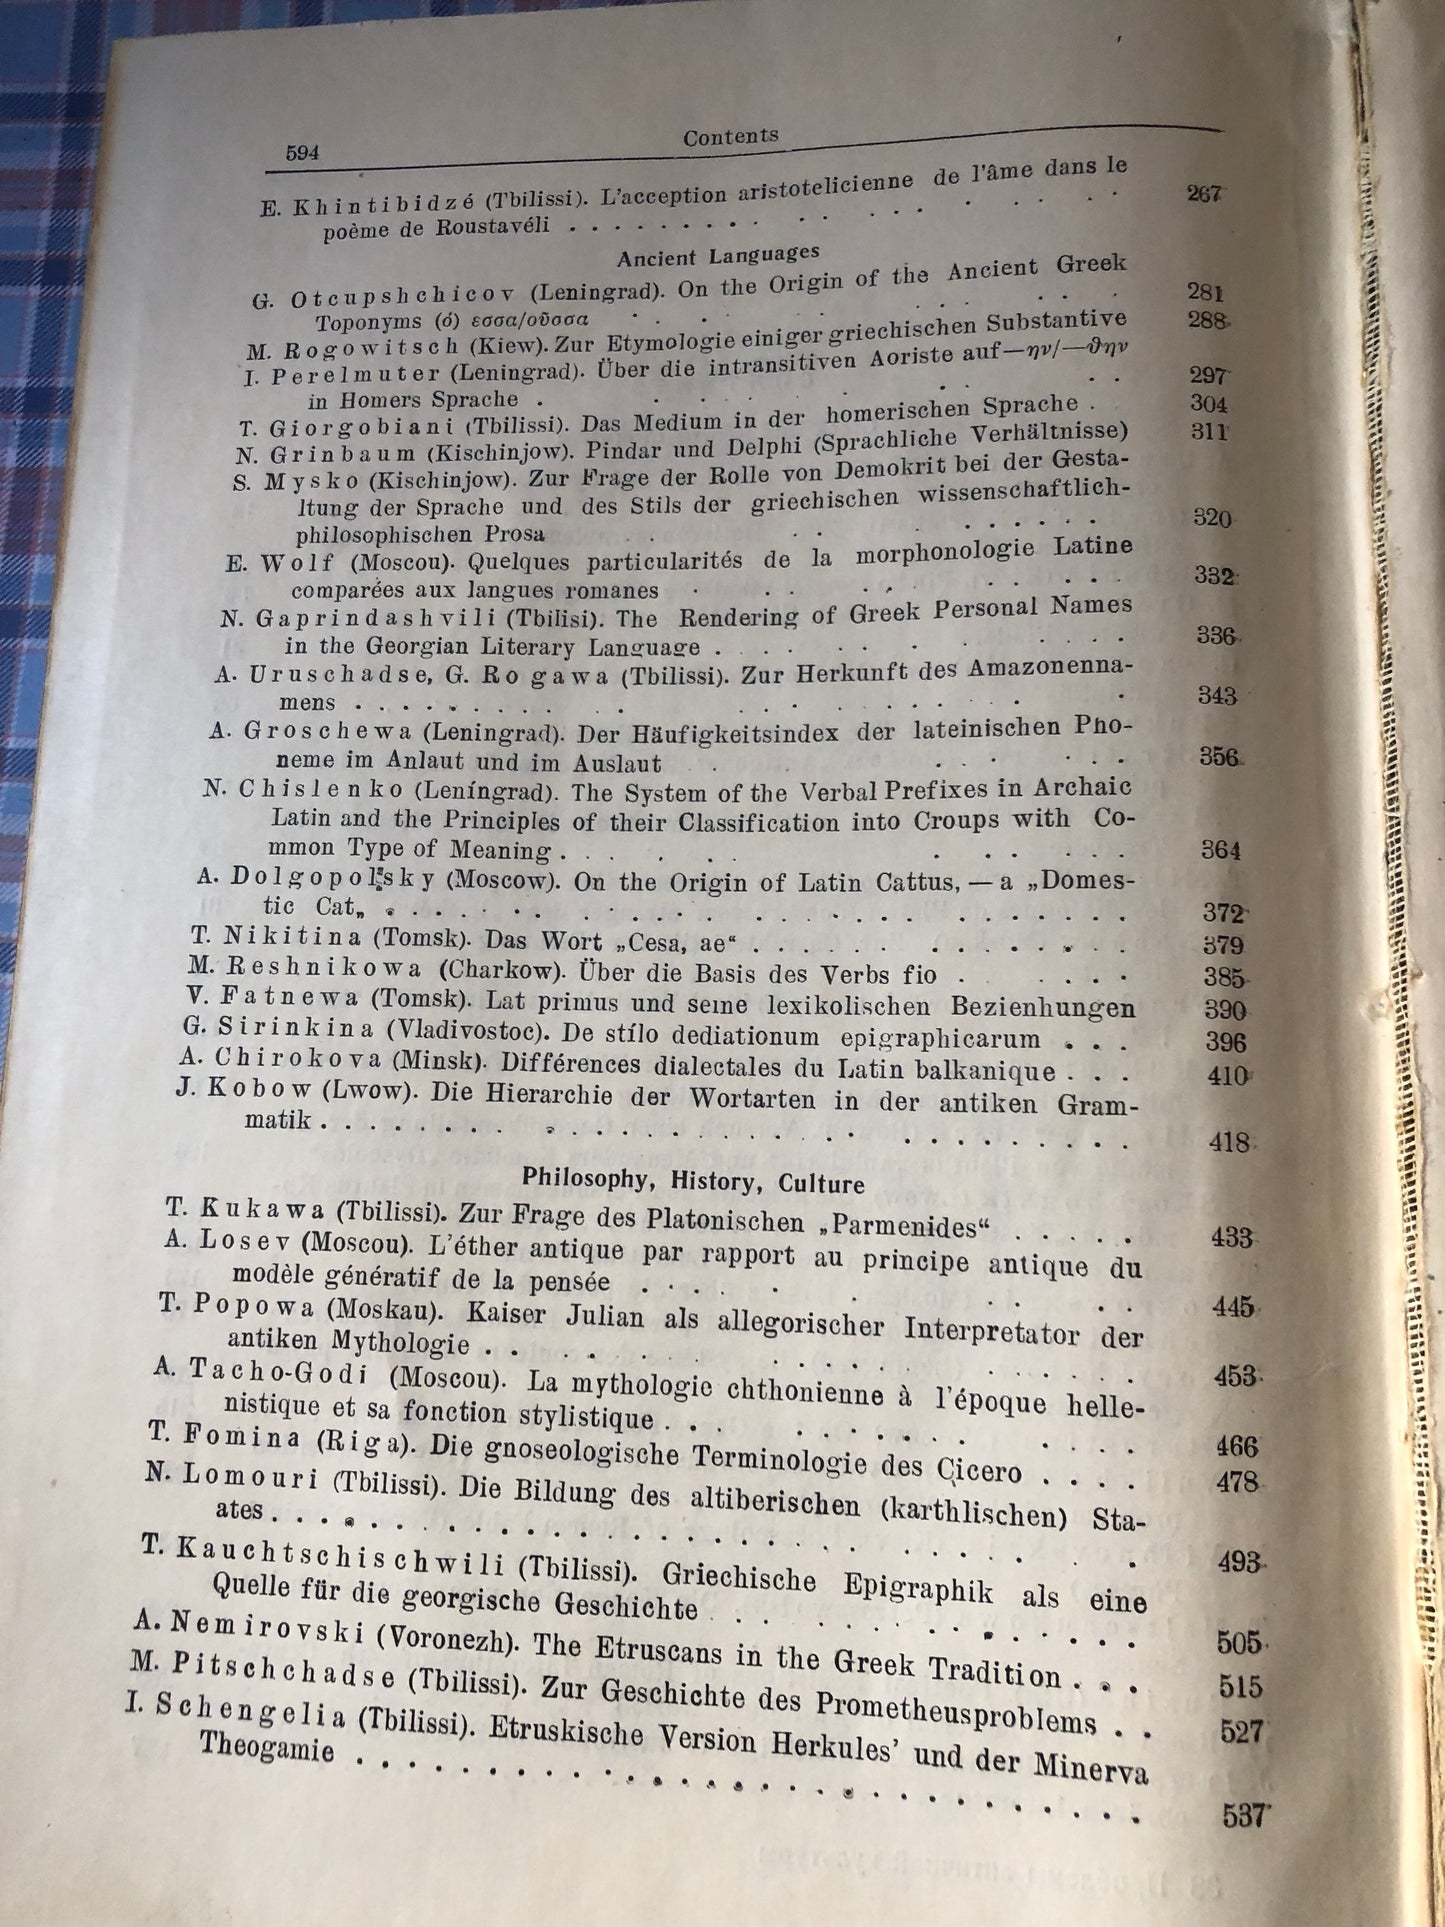 594
Contents
E. Khintibidzé (Tbilissi). L'acception aristotelicienne de l'âme dans le
poème de Roustavéli . . . . . . . . . . . . . . . . . 267
Ancient Languages
G. Otcupshchicov (Leningrad). On the Origin of the Ancient Greek
Toponyms (ó) εσσα/οῦσσα . . . . . . . 281
M. Rogowitsch (Kiew). Zur Etymologie einiger griechischen Substantive 288
I. Perelmuter (Leningrad). Über die intransitiven Aoriste auf—ην/—ϑην
in Homers Sprache . . . . . . . . 297
T. Giorgobiani (Tbilissi). Das Medium in der homerischen Sprache . 304
N. Grinbaum (Kischinjow). Pindar und Delphi (Sprachliche Verhältnisse) 311
S. Mysko (Kischinjow). Zur Frage der Rolle von Demokrit bei der Gesta-
ltung der Sprache und des Stils der griechischen wissenschaftlich-
philosophischen Prosa . . . . . . . . . . 320
E. Wolf (Moscou). Quelques particularités de la morphonologie Latine
comparées aux langues romanes . . . . . . . . . . 332
N. Gaprindashvili (Tbilisi). The Rendering of Greek Personal Names
in the Georgian Literary Language . . . . . . . . . . . . 336
A. Uruschadse, G. Ro gawa (Tbilissi). Zur Herkunft des Amazonenna-
mens . . . . . . . . . . . . . . . . . . 343
A. Groschewa (Leningrad). Der Häufigkeitsindex der lateinischen Pho-
neme im Anlaut und im Auslaut . . . . . . . 356
N. Chislenko (Leníngrad). The System of the Verbal Prefixes in Archaic
Latin and the Principles of their Classification into Croups with Co-
mmon Type of Meaning . . . . . . . . . . . . 364
A. Dolgopolsky (Moscow). On the Origin of Latin Cattus, — a „Domes-
tic Cat„ . . . . . . . . . . . . . . . . . . . . . 372
T. Nikitina (Tomsk). Das Wort „Cesa, ae“ . . . . . . . . . . . . . 379
M. Reshnikowa (Charkow). Über die Basis des Verbs fio . . . . . 385
V. Fatnewa (Tomsk). Lat primus und seine lexikolischen Bezienhungen 390
G. Sirinkina (Vladivostoc). De stílo dediationum epigraphicarum . . . 396
A. Chirokova (Minsk). Différences dialectales du Latin balkanique . . . 410
J. Kobow (Lwow). Die Hierarchie der Wortarten in der antiken Gram-
matik . . . . . . . . . . . . . . . . . . . . . . . . . . 418
Philosophy, History, Culture
T. Kukawa (Tbilissi). Zur Frage des Platonischen „Parmenides“ . . . . . 433
A. Losev (Moscou). L'éther antique par rapport au principe antique du
modèle génératif de la pensée . . . . . . . . . . 445
T. Popowa (Moskau). Kaiser Julian als allegorischer Interpretator der
antiken Mythologie . . . . . . . . . . . . . . . . . 453
A. Tacho-Godi (Moscou). La mythologie chthonienne à l'époque helle-
nistique et sa fonction stylistique . . . . . . . . . . . . . 466
T. Fomina (Riga). Die gnoseologische Terminologie des Cicero . . . . 478
N. Lomouri (Tbilissi). Die Bildung des altiberischen (karthlischen) Sta-
ates . . . . . . . . . . . . . . . . . . . . . . . 493
T. Kauchtschischwili (Tbilissi). Griechische Epigraphik als eine
Quelle für die georgische Geschichte . . . . . . . . . . . . . . 505
A. Nemirovski (Voronezh). The Etruscans in the Greek Tradition . . . 515
M. Pitschchadse (Tbilissi). Zur Geschichte des Prometheusproblems . . 527
I. Schengelia (Tbilissi). Etruskische Version Herkules' und der Minerva
Theogamie . . . . . . . . . . . . . . . . . . . . . . . . . . . . . 537